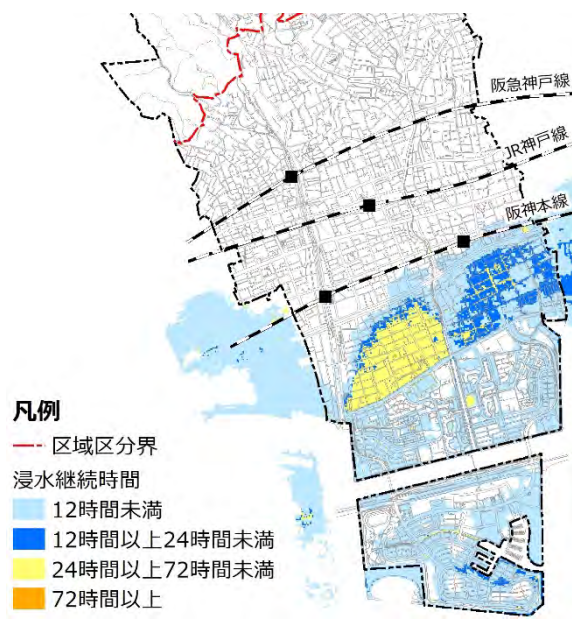 阪急神戸線
JR神戸線
阪神本線
凡例
区域区分界
浸水継続時間
12時間未満
12時間以上24時間未満
24時間以上72時間未満
72時間以上